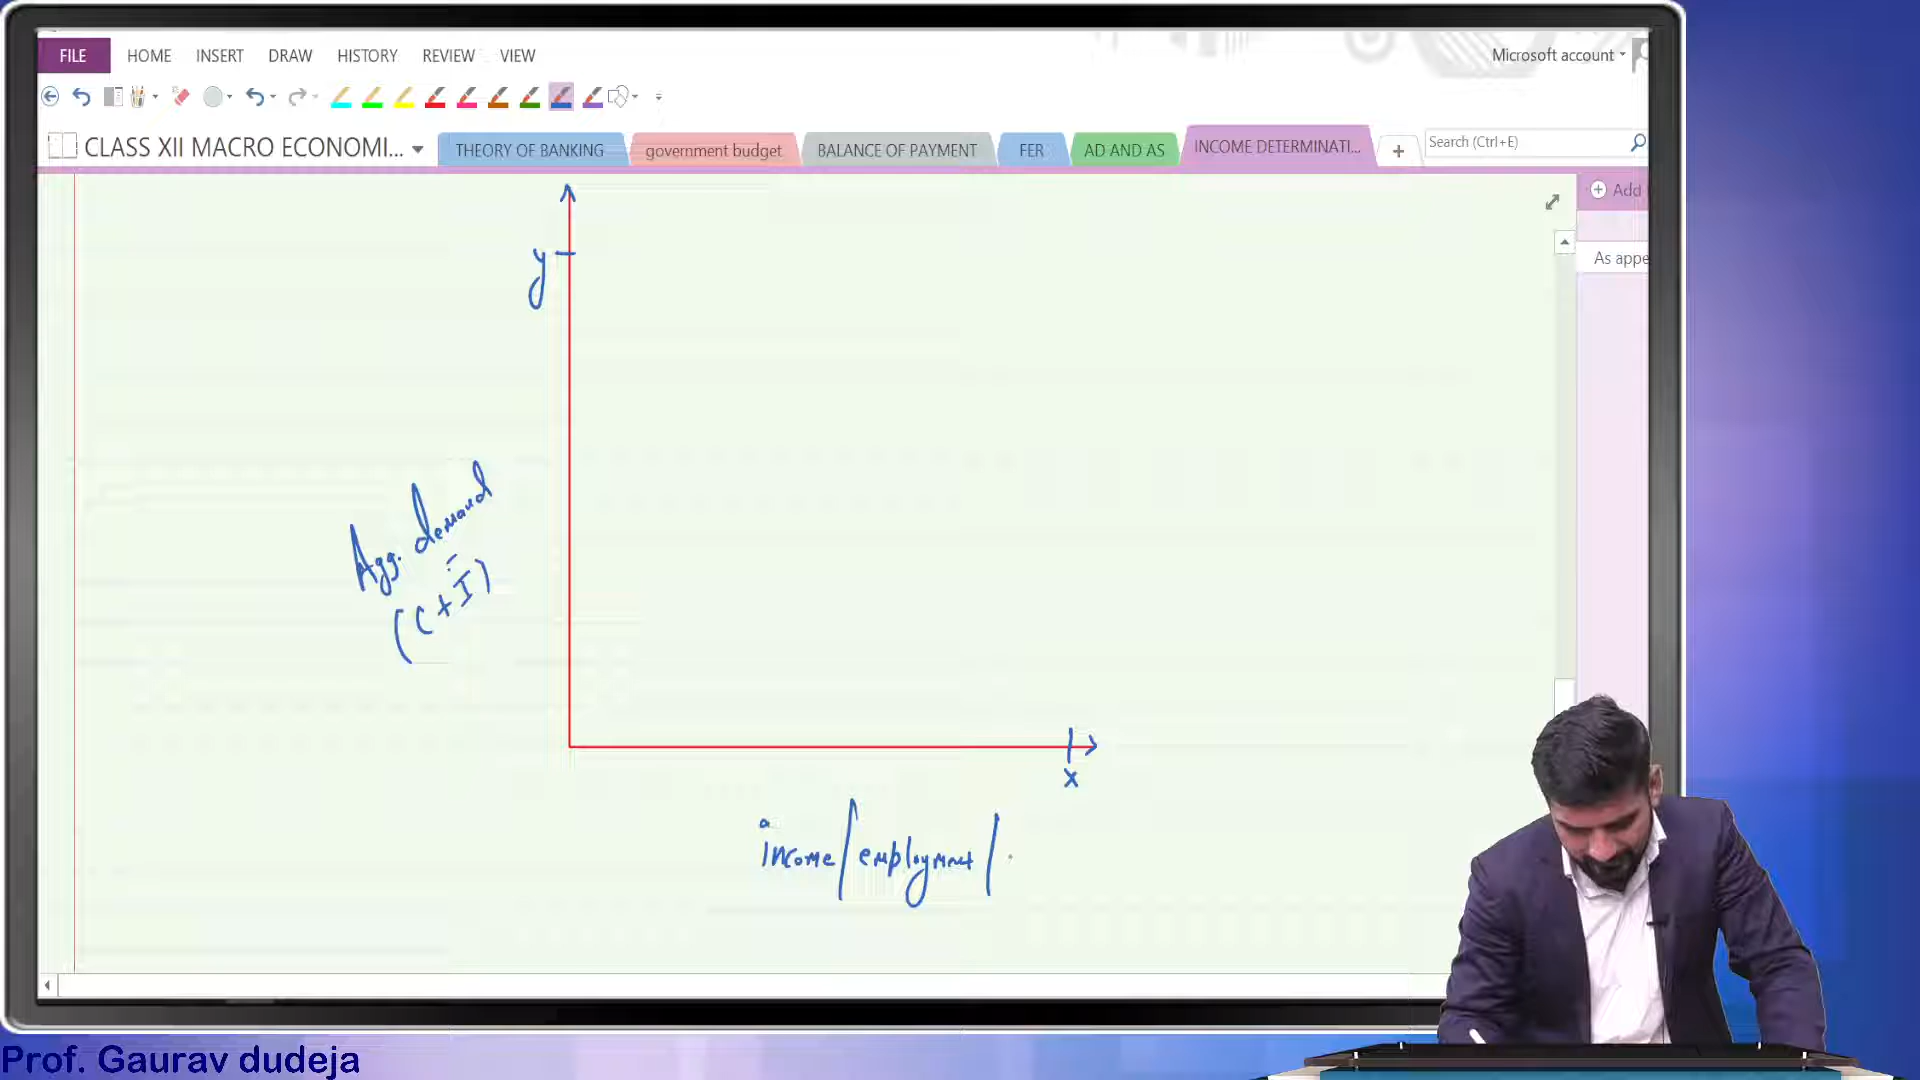 FILE HOME INSERT DRAW HISTORY REVIEW VIEW Microsoft account
CLASS XII MACRO ECONOMI... THEORY OF BANKING government budget BALANCE OF PAYMENT FER AD AND AS INCOME DETERMINATI... + Search (Ctrl+E)
Add
As appe
y
Agg. demand
=
(C+I)
x
income/employment/
Prof. Gaurav dudeja